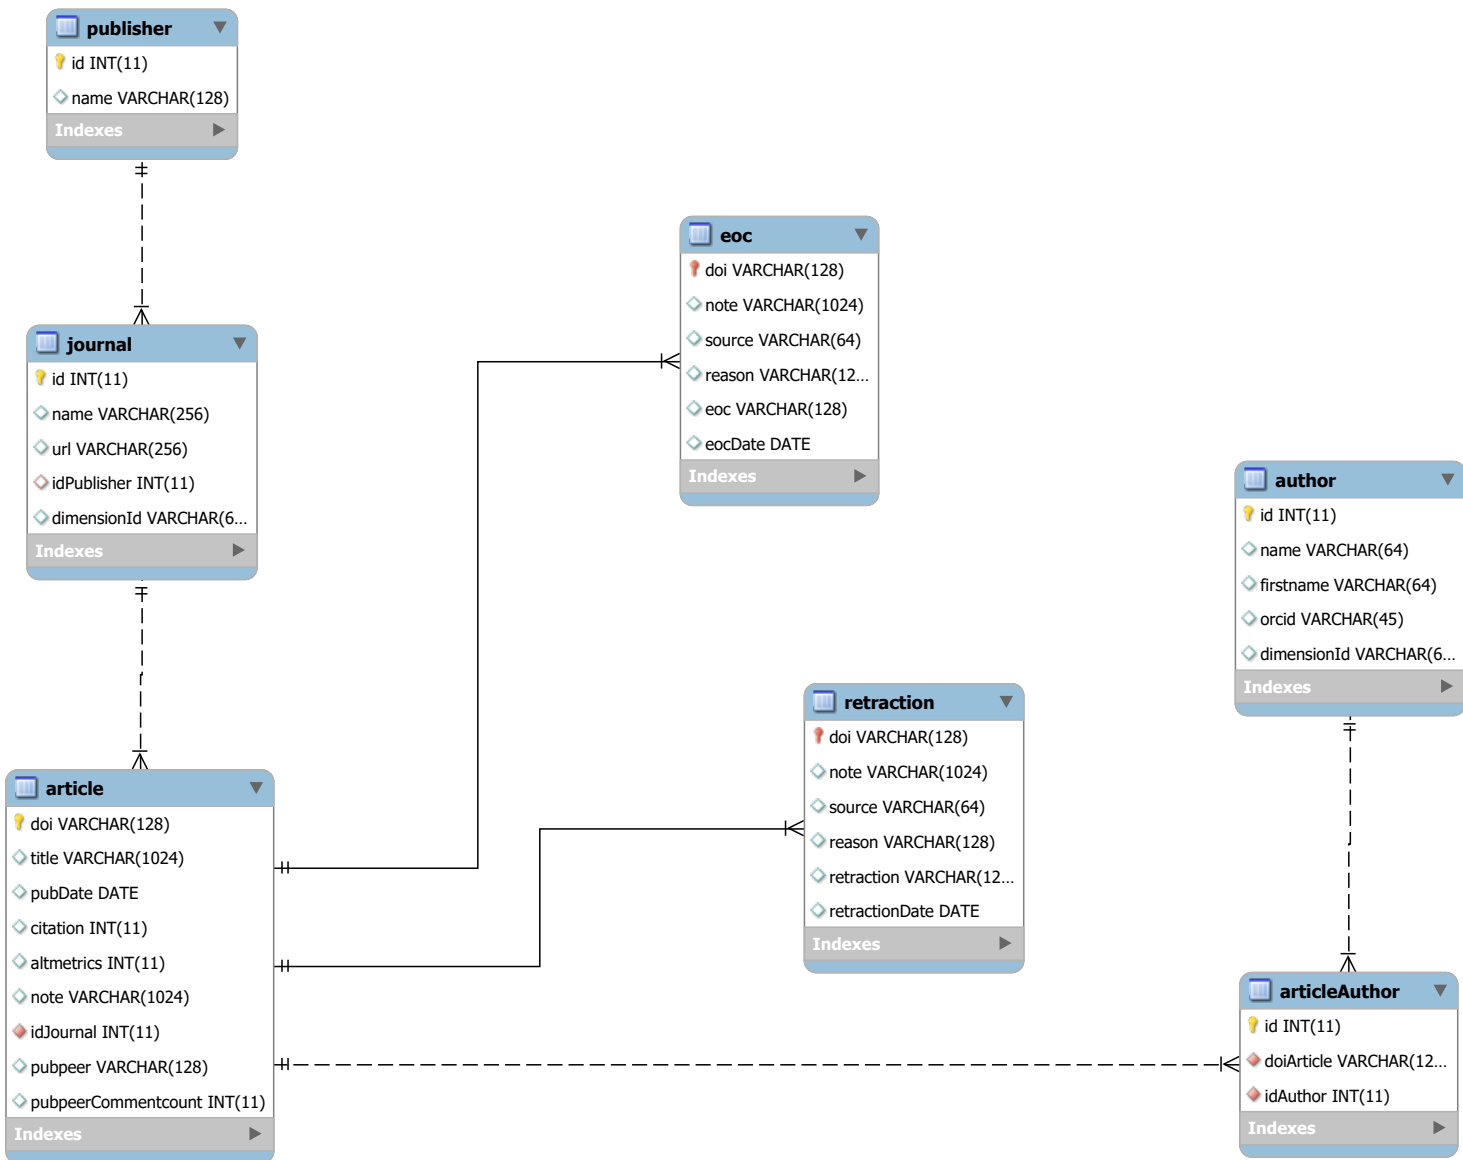 publisher
id INT(11)
name VARCHAR(128)
Indexes
journal
id INT(11)
name VARCHAR(256)
url VARCHAR(256)
idPublisher INT(11)
dimensionId VARCHAR(6...
Indexes
article
doi VARCHAR(128)
title VARCHAR(1024)
pubDate DATE
citation INT(11)
altmetrics INT(11)
note VARCHAR(1024)
idJournal INT(11)
pubpeer VARCHAR(128)
pubpeerCommentcount INT(11)
Indexes
eoc
doi VARCHAR(128)
note VARCHAR(1024)
source VARCHAR(64)
reason VARCHAR(12...
eoc VARCHAR(128)
eocDate DATE
Indexes
retraction
doi VARCHAR(128)
note VARCHAR(1024)
source VARCHAR(64)
reason VARCHAR(128)
retraction VARCHAR(12...
retractionDate DATE
Indexes
author
id INT(11)
name VARCHAR(64)
firstname VARCHAR(64)
orcid VARCHAR(45)
dimensionId VARCHAR(6...
Indexes
articleAuthor
id INT(11)
doiArticle VARCHAR(12...
idAuthor INT(11)
Indexes